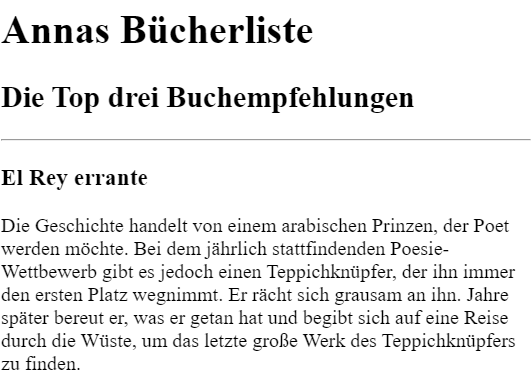 Annas Bücherliste
Die Top drei Buchempfehlungen
El Rey errante
Die Geschichte handelt von einem arabischen Prinzen, der Poet
werden möchte. Bei dem jährlich stattfindenden Poesie-
Wettbewerb gibt es jedoch einen Teppichknüpfer, der ihn immer
den ersten Platz wegnimmt. Er rächt sich grausam an ihn. Jahre
später bereut er, was er getan hat und begibt sich auf eine Reise
durch die Wüste, um das letzte große Werk des Teppichknüpfers
zu finden.